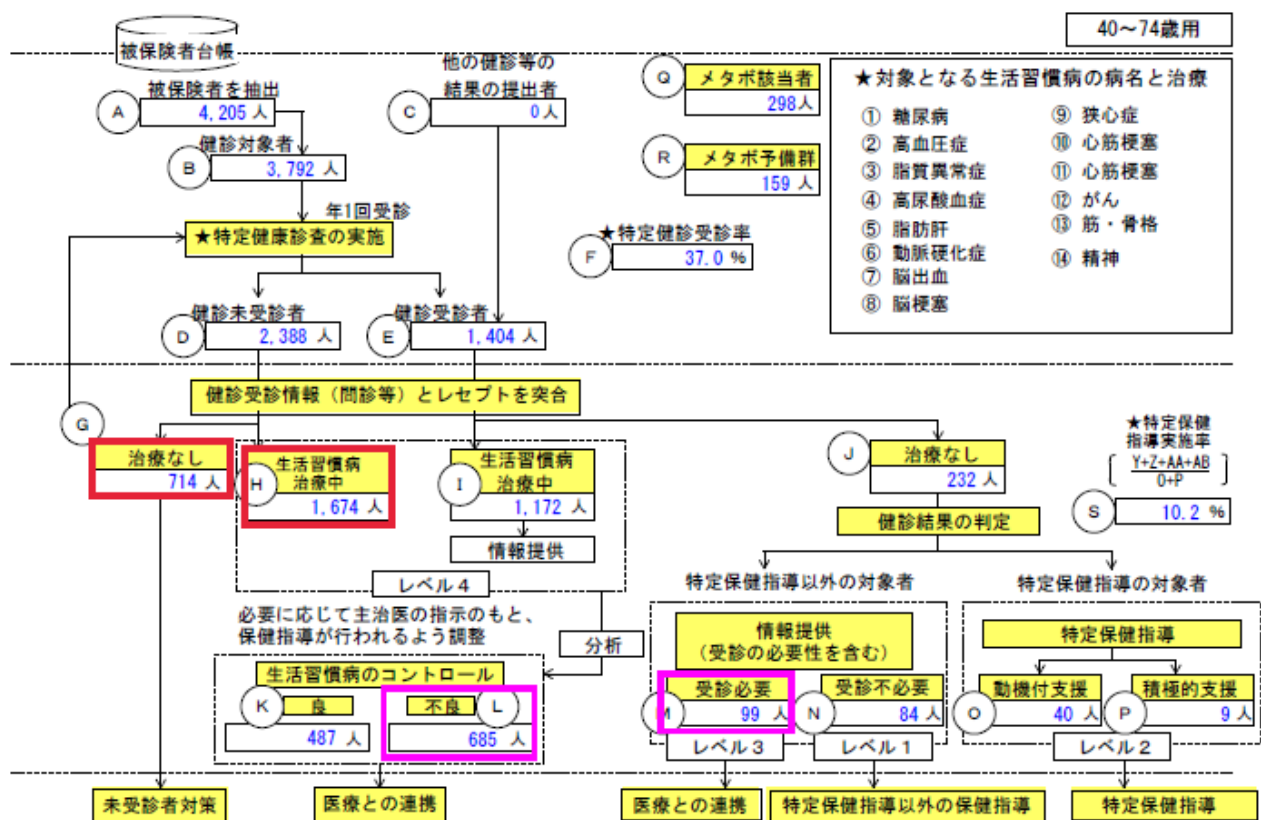 40～74歳用
被保険者台帳
被保険者を抽出
A
4,205 人
他の健診等の
結果の提出者
C
0人
健診対象者
B
3,792 人
年1回受診
★特定健康診査の実施
Q
メタボ該当者
298人
R
メタボ予備群
159 人
★特定健診受診率
F
37.0 %
★対象となる生活習慣病の病名と治療
① 糖尿病
② 高血圧症
③ 脂質異常症
④ 高尿酸血症
⑤ 脂肪肝
⑥ 動脈硬化症
⑦ 脳出血
⑧ 脳梗塞
⑨ 狭心症
⑩ 心筋梗塞
⑪ 心筋梗塞
⑫ がん
⑬ 筋・骨格
⑭ 精神
健診未受診者
D
2,388 人
健診受診者
E
1,404 人
健診受診情報（問診等）とレセプトを突合
G
治療なし
714 人
H
生活習慣病
治療中
1,674 人
I
生活習慣病
治療中
1,172 人
情報提供
レベル4
J
治療なし
232 人
健診結果の判定
★特定保健
指導実施率
Y+Z+AA+AB
O+P
S
10.2 %
必要に応じて主治医の指示のもと、
保健指導が行われるよう調整
分析
生活習慣病のコントロール
K
良
487 人
不良
L
685 人
特定保健指導以外の対象者
情報提供
（受診の必要性を含む）
M
受診必要
99 人
N
受診不必要
84 人
レベル3
レベル1
特定保健指導の対象者
特定保健指導
O
動機付支援
40 人
P
積極的支援
9人
レベル2
未受診者対策
医療との連携
医療との連携
特定保健指導以外の保健指導
特定保健指導